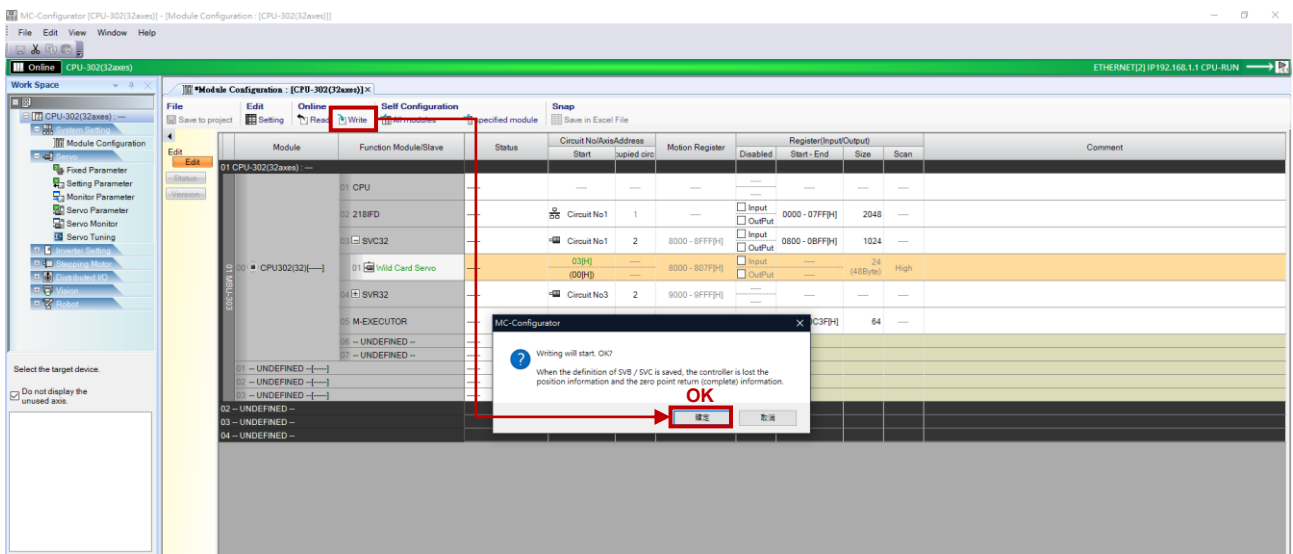 MC-Configurator [CPU-302(32axes)] - [Module Configuration : [CPU-302(32axes)]]
File Edit View Window Help
Online CPU-302(32axes) ETHERNET[2] IP192.168.1.1 CPU-RUN
Work Space
*Module Configuration : [CPU-302(32axes)]
File Edit Online Self Configuration Snap
Save to project Setting Read Write All modules specified module Save in Excel File
CPU-302(32axes) : ---
System Setting
Module Configuration
Servo
Fixed Parameter
Setting Parameter
Monitor Parameter
Servo Parameter
Servo Monitor
Servo Tuning
Inverter Setting
Stepping Motor
Distributed I/O
Vision
Robot
Select the target device.
Do not display the
unused axis.
Edit
Edit
Status
Version
Module Function Module/Slave Status Circuit No/AxisAddress Motion Register Register(Input/Output) Comment
Start cupied circ Disabled Start - End Size Scan
01 CPU-302(32axes) : ---
01 MBU-303
00 CPU302(32)[----]
01 CPU ---- ---- ---- ---- ---- ---- ---- ----
02 218IFD ---- Circuit No1 1 ---- Input OutPut 0000 - 07FF[H] 2048 ----
03 SVC32 ---- Circuit No1 2 8000 - 8FFF[H] Input OutPut 0800 - 0BFF[H] 1024 ----
01 Wild Card Servo ---- 03[H] (00[H]) ---- ---- 8000 - 807F[H] Input OutPut ---- ---- 24 (48Byte) High
04 SVR32 ---- Circuit No3 2 9000 - 9FFF[H] ---- ---- ---- ---- ----
05 M-EXECUTOR ---- 0C3F[H] 64 ----
06 -- UNDEFINED --
07 -- UNDEFINED --
01 -- UNDEFINED --[----]
02 -- UNDEFINED --[----]
03 -- UNDEFINED --[----]
02 -- UNDEFINED --
03 -- UNDEFINED --
04 -- UNDEFINED --
MC-Configurator
Writing will start. OK?
When the definition of SVB / SVC is saved, the controller is lost the
position information and the zero point return (complete) information.
OK
確定 取消